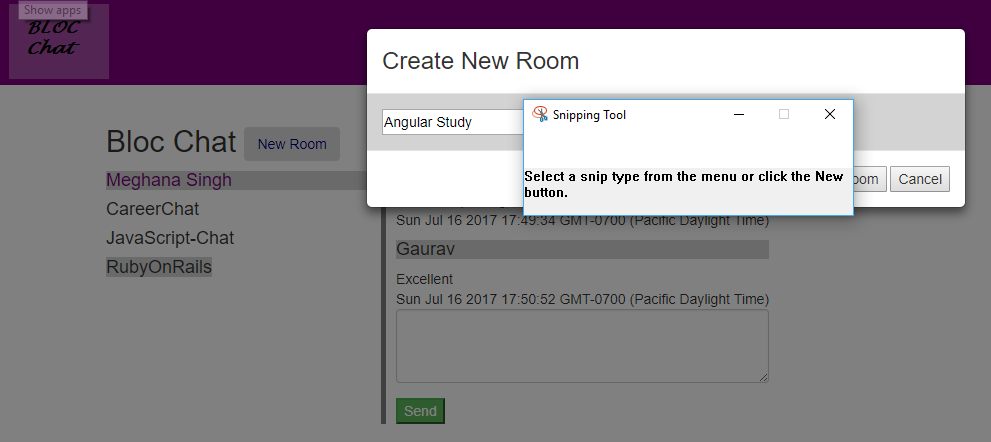 Show apps
BLOC
Chat
Create New Room
Angular Study
Snipping Tool
Select a snip type from the menu or click the New
button.
oom
Cancel
Bloc Chat
New Room
Meghana Singh
CareerChat
JavaScript-Chat
RubyOnRails
Sun Jul 16 2017 17:49:34 GMT-0700 (Pacific Daylight Time)
Gaurav
Excellent
Sun Jul 16 2017 17:50:52 GMT-0700 (Pacific Daylight Time)
Send